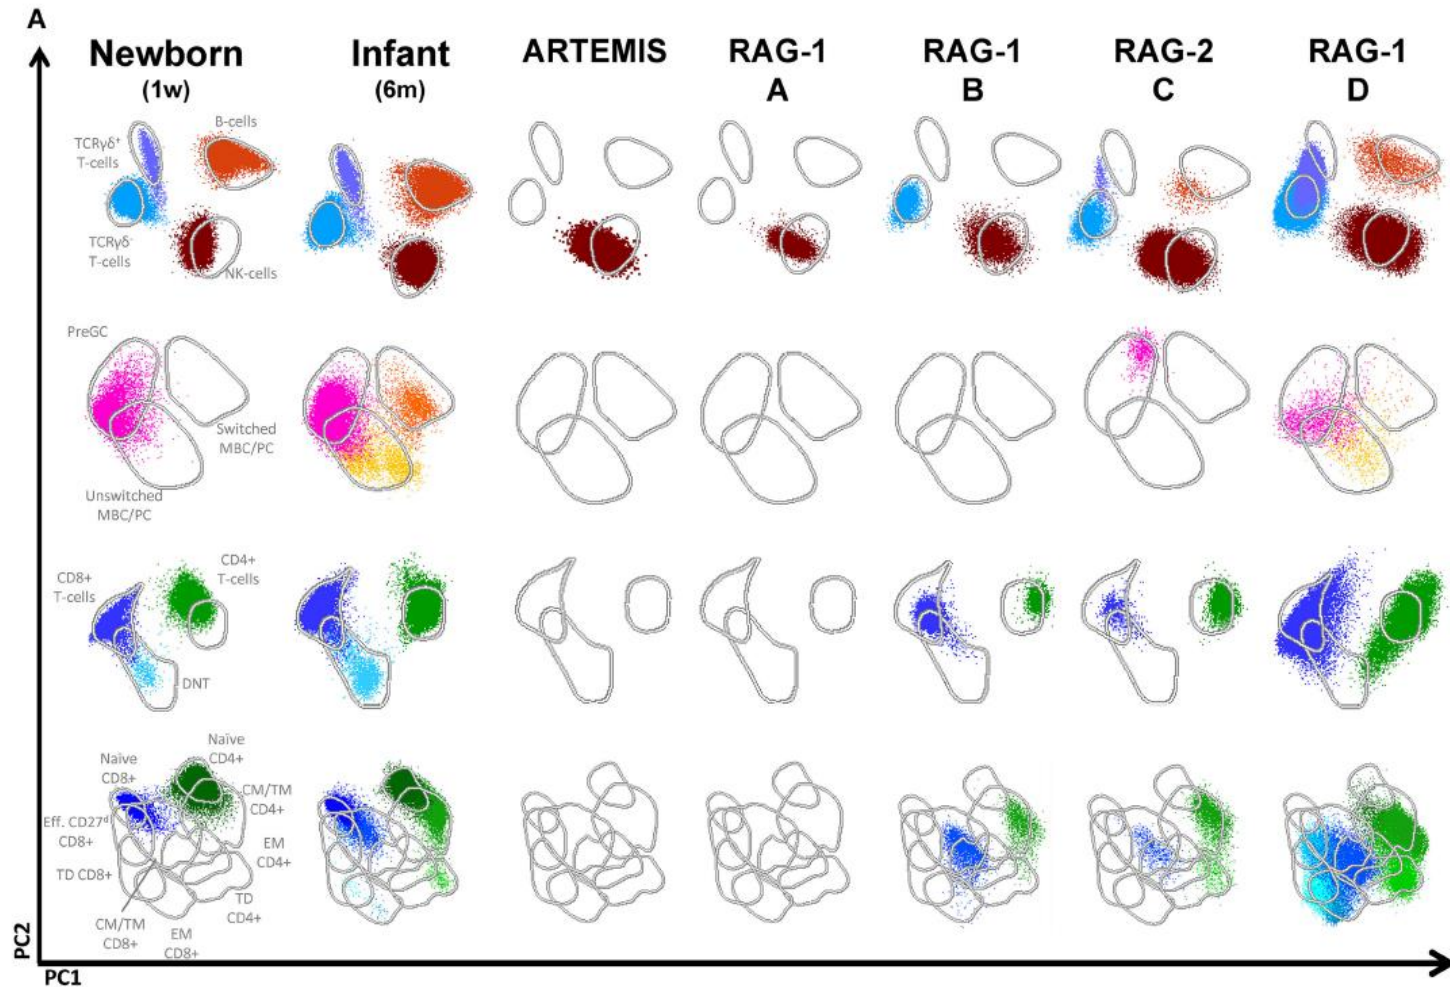 A
Newborn
(1w)
Infant
(6m)
ARTEMIS
RAG-1
A
RAG-1
B
RAG-2
C
RAG-1
D
TCRγδ⁺
T-cells
B-cells
TCRγδ⁻
T-cells
NK-cells
PreGC
Switched
MBC/PC
Unswitched
MBC/PC
CD8+
T-cells
CD4+
T-cells
DNT
Naïve
CD8+
Naïve
CD4+
CM/TM
CD4+
Eff. CD27ᵈ
CD8+
EM
CD4+
TD CD8+
TD
CD4+
CM/TM
CD8+
EM
CD8+
PC2
PC1